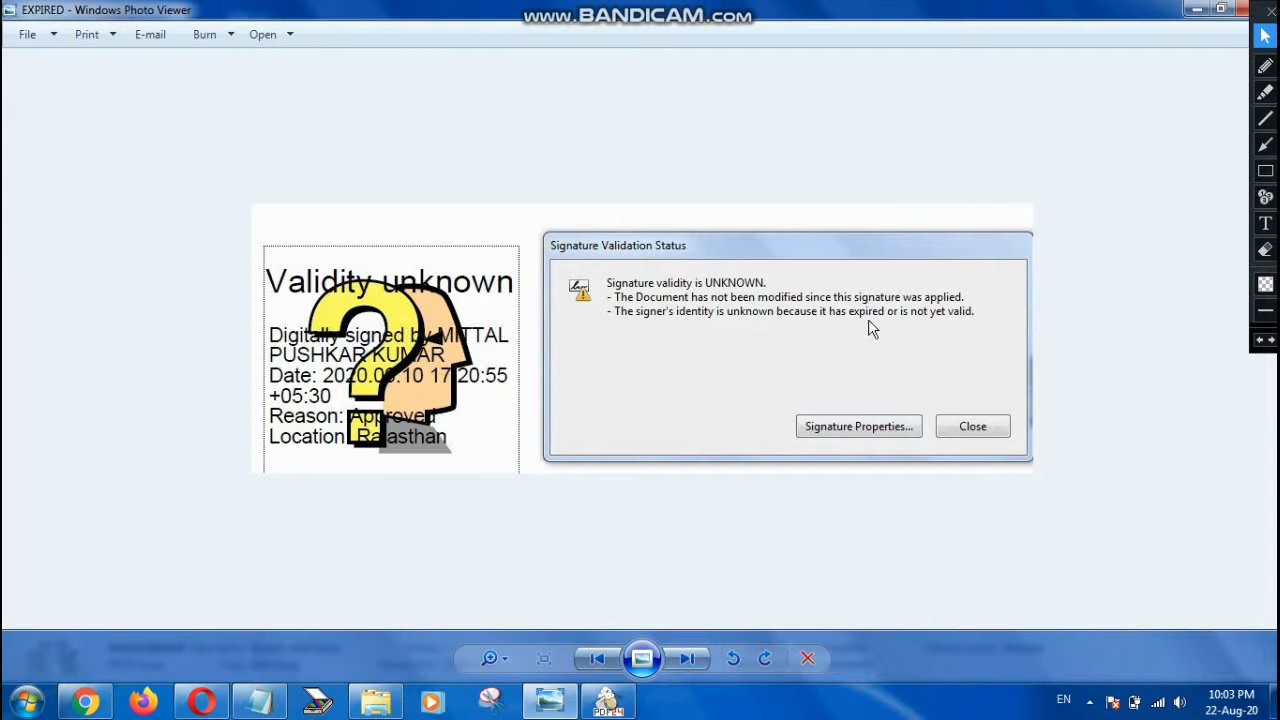 EXPIRED - Windows Photo Viewer
www.BANDICAM.com
File Print E-mail Burn Open
Signature Validation Status
Validity unknown
Signature validity is UNKNOWN.
- The Document has not been modified since this signature was applied.
- The signer's identity is unknown because it has expired or is not yet valid.
Digitally signed by MITTAL
PUSHKAR KUMAR
Date: 2020. .10 17:20:55
+05:30
Reason: Approved
Location: Rajasthan
Signature Properties... Close
T
PDF24
EN
10:03 PM
22-Aug-20